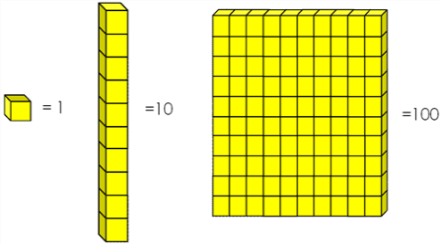 = 1
=10
=100